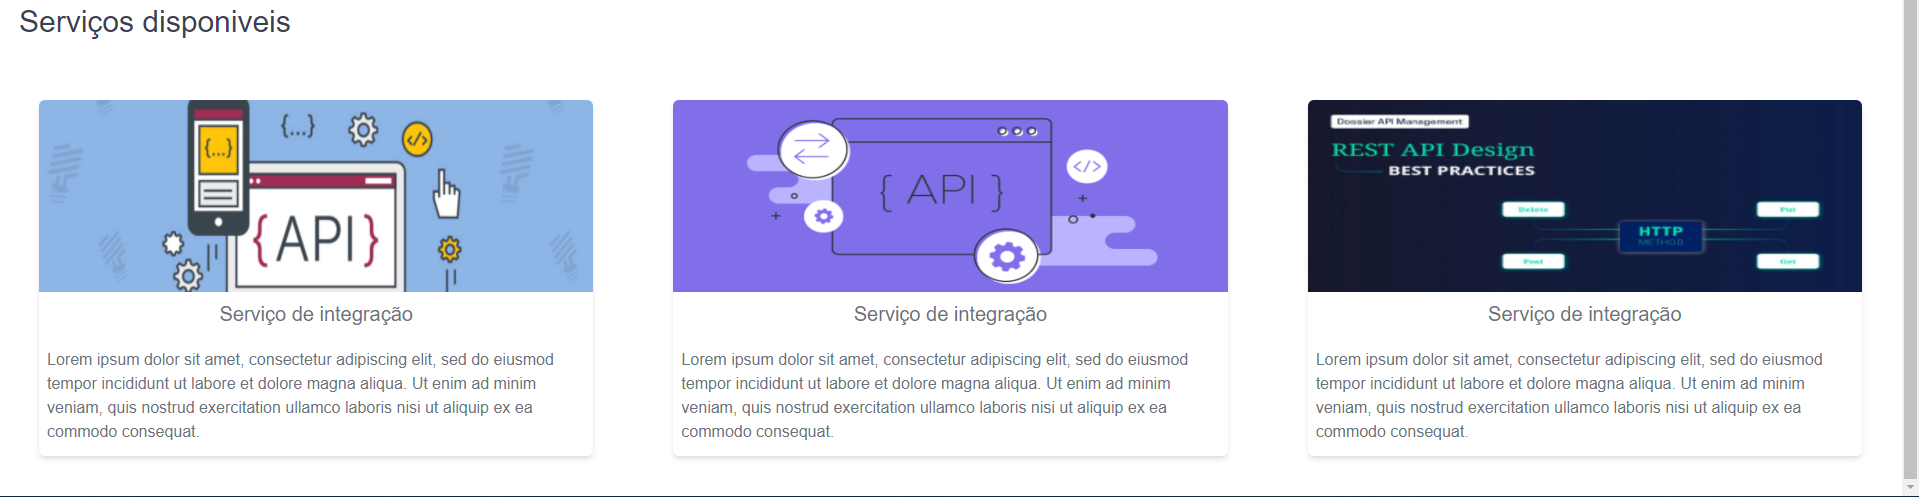 Serviços disponiveis
{...}
{...}
</>
{API}
Serviço de integração
Lorem ipsum dolor sit amet, consectetur adipiscing elit, sed do eiusmod
tempor incididunt ut labore et dolore magna aliqua. Ut enim ad minim
veniam, quis nostrud exercitation ullamco laboris nisi ut aliquip ex ea
commodo consequat.
{ API }
</>
Serviço de integração
Lorem ipsum dolor sit amet, consectetur adipiscing elit, sed do eiusmod
tempor incididunt ut labore et dolore magna aliqua. Ut enim ad minim
veniam, quis nostrud exercitation ullamco laboris nisi ut aliquip ex ea
commodo consequat.
Dossier API Management
REST API Design
BEST PRACTICES
Delete
Put
HTTP
METHOD
Post
Get
Serviço de integração
Lorem ipsum dolor sit amet, consectetur adipiscing elit, sed do eiusmod
tempor incididunt ut labore et dolore magna aliqua. Ut enim ad minim
veniam, quis nostrud exercitation ullamco laboris nisi ut aliquip ex ea
commodo consequat.